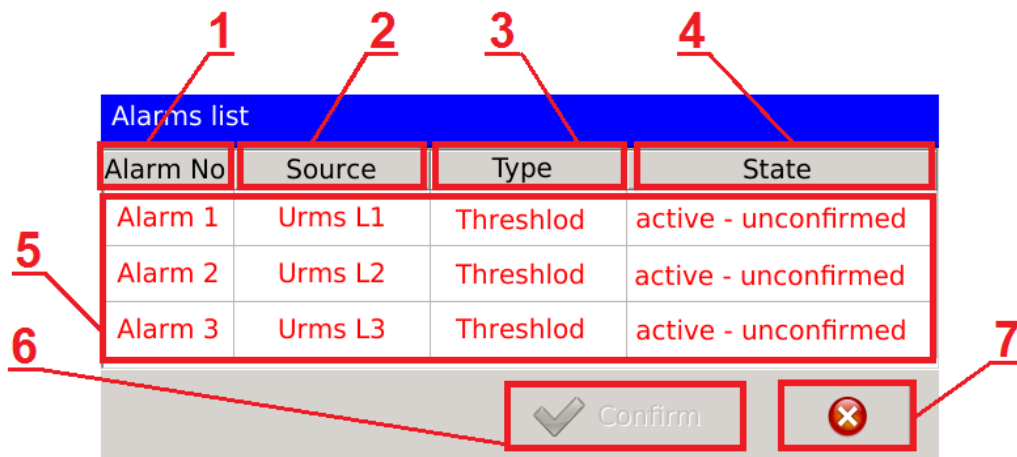 1 2 3 4
Alarms list
Alarm No Source Type State
Alarm 1 Urms L1 Threshlod active - unconfirmed
5
Alarm 2 Urms L2 Threshlod active - unconfirmed
Alarm 3 Urms L3 Threshlod active - unconfirmed
6 7
Confirm